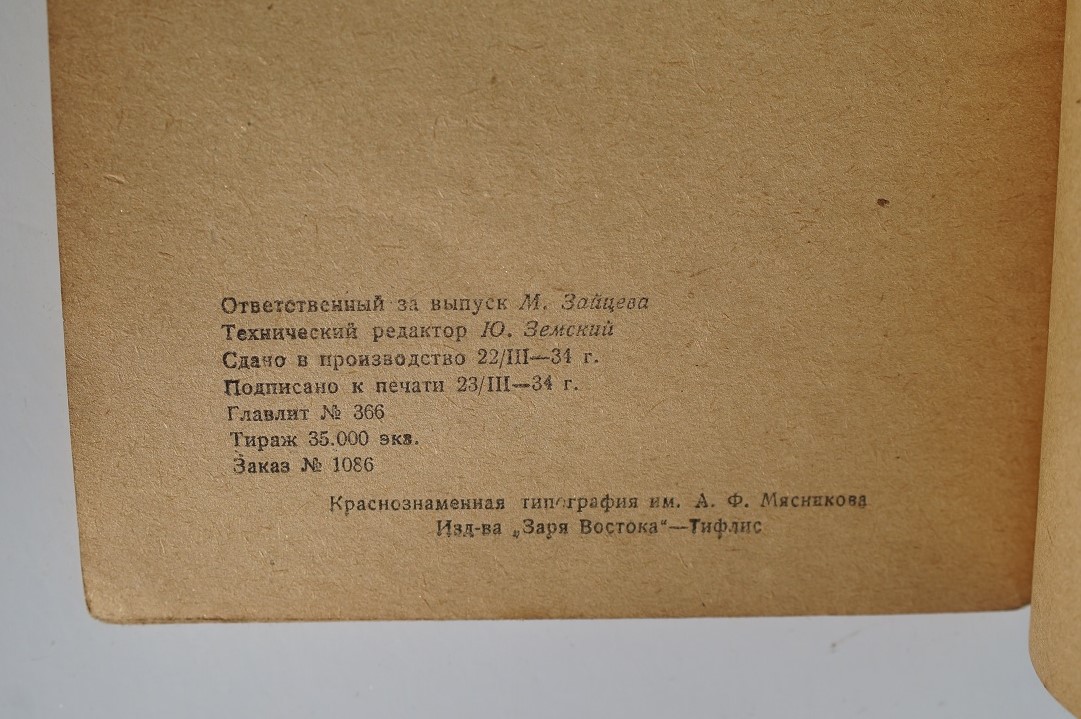 Ответственный за выпуск М. Зайцева
Технический редактор Ю. Земский
Сдано в производство 22/III—34 г.
Подписано к печати 23/III—34 г.
Главлит № 366
Тираж 35.000 экз.
Заказ № 1086
Краснознаменная типография им. А. Ф. Мясникова
Изд-ва „Заря Востока“—Тифлис